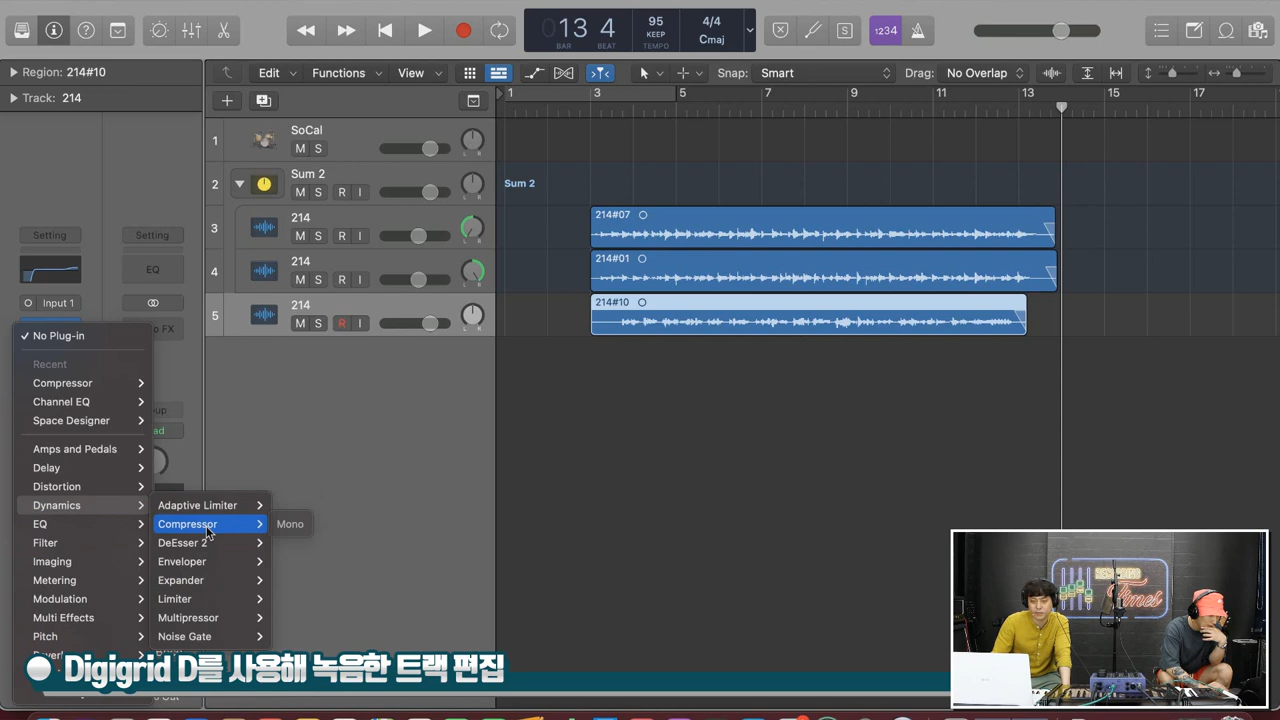 13 4
BAR
BEAT
95
KEEP
TEMPO
4/4
Cmaj
1234
S
Region: 214#10
Track: 214
Edit
Functions
View
Snap: Smart
Drag: No Overlap
1
3
5
7
9
11
13
15
17
1
SoCal
M S
L R
2
Sum 2
M S R I
L R
Sum 2
3
214
M S R I
L R
214#07
4
214
M S R I
L R
214#01
5
214
M S R I
L R
214#10
Setting
Setting
EQ
Input 1
FX
No Plug-in
Recent
Compressor
Channel EQ
Space Designer
Amps and Pedals
Delay
Distortion
Dynamics
EQ
Filter
Imaging
Metering
Modulation
Multi Effects
Pitch
Adaptive Limiter
Compressor
DeEsser 2
Enveloper
Expander
Limiter
Multipressor
Noise Gate
Mono
Digigrid D를 사용해 녹음한 트랙 편집
Times